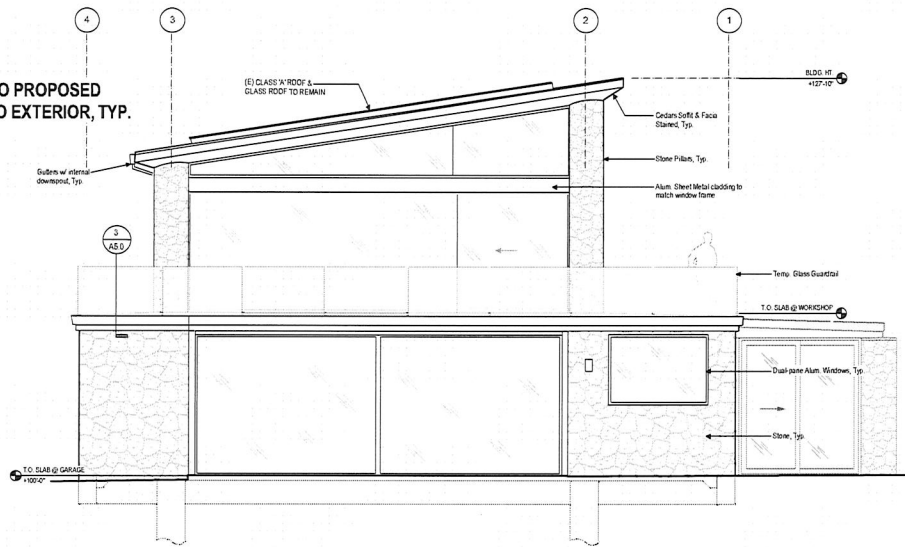 4
3
2
1
O PROPOSED
D EXTERIOR, TYP.
(E) CLASS 'A' ROOF &
GLASS ROOF TO REMAIN
BLDG. HT.
+127'-10"
Cedars Soffit & Facia
Stained, Typ.
Stone Pillars, Typ.
Gutters w/ internal
downspout, Typ.
Alum. Sheet Metal cladding to
match window frame
3
A5.0
Temp. Glass Guardrail
T.O. SLAB @ WORKSHOP
Dual-pane Alum. Windows, Typ.
Stone, Typ.
T.O. SLAB @ GARAGE
+100'-0"